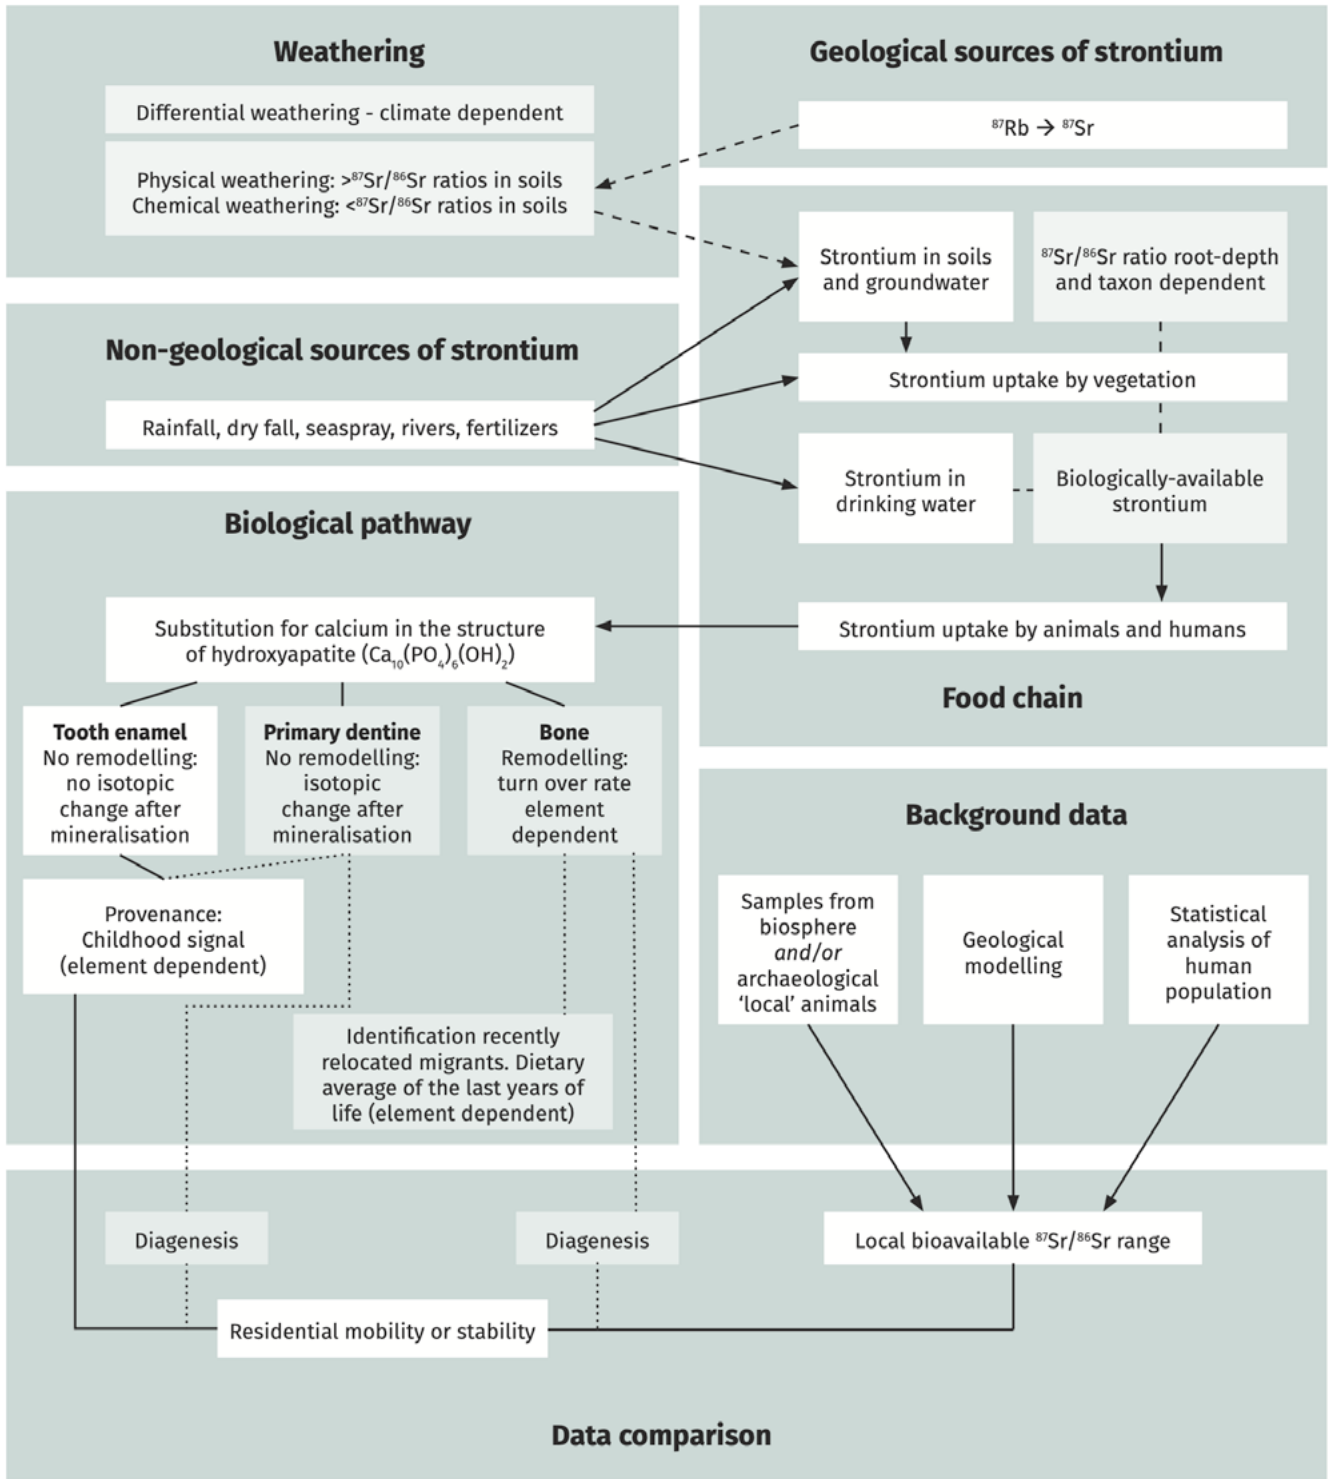 Weathering
Differential weathering - climate dependent
Physical weathering: >⁸⁷Sr/⁸⁶Sr ratios in soils
Chemical weathering: <⁸⁷Sr/⁸⁶Sr ratios in soils
Geological sources of strontium
⁸⁷Rb → ⁸⁷Sr
Non-geological sources of strontium
Rainfall, dry fall, seaspray, rivers, fertilizers
Strontium in soils
and groundwater
⁸⁷Sr/⁸⁶Sr ratio root-depth
and taxon dependent
Strontium uptake by vegetation
Strontium in
drinking water
Biologically-available
strontium
Strontium uptake by animals and humans
Food chain
Biological pathway
Substitution for calcium in the structure
of hydroxyapatite (Ca₁₀(PO₄)₆(OH)₂)
Tooth enamel
No remodelling:
no isotopic
change after
mineralisation
Primary dentine
No remodelling:
isotopic
change after
mineralisation
Bone
Remodelling:
turn over rate
element
dependent
Provenance:
Childhood signal
(element dependent)
Identification recently
relocated migrants. Dietary
average of the last years of
life (element dependent)
Background data
Samples from
biosphere
and/or
archaeological
‘local’ animals
Geological
modelling
Statistical
analysis of
human
population
Diagenesis
Diagenesis
Local bioavailable ⁸⁷Sr/⁸⁶Sr range
Residential mobility or stability
Data comparison